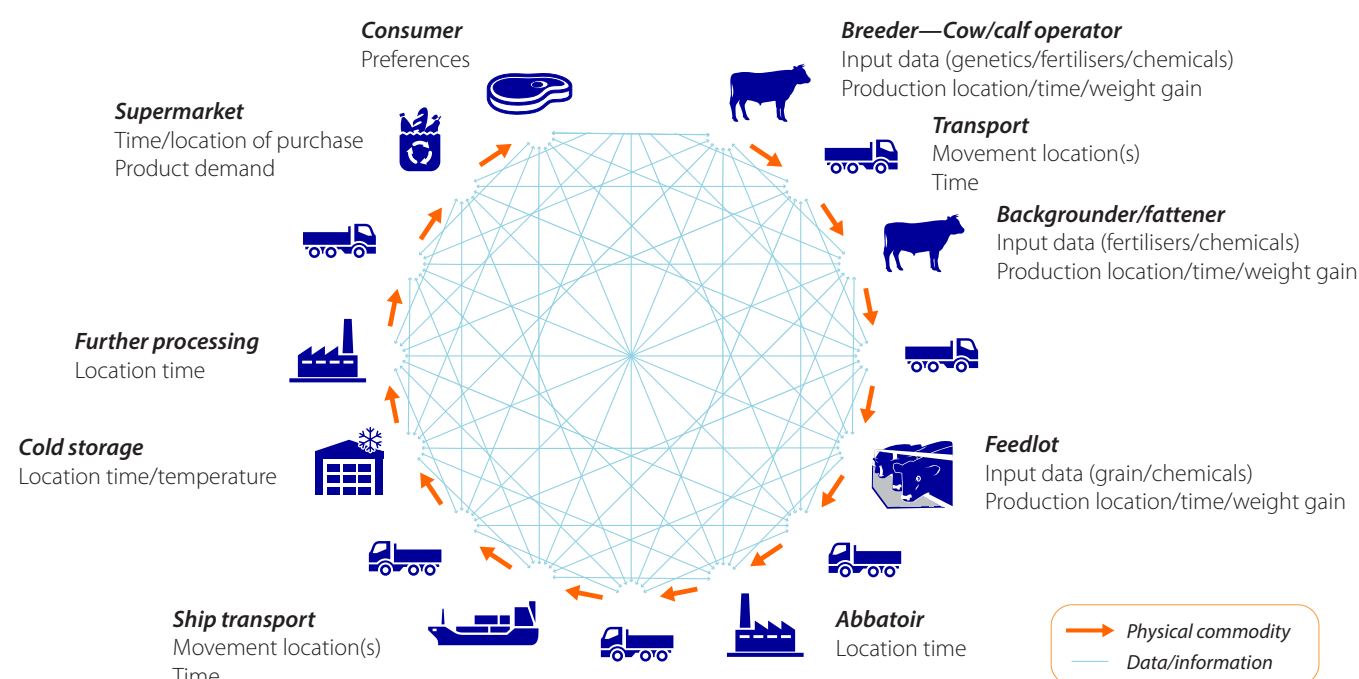 Consumer
Preferences
Breeder—Cow/calf operator
Input data (genetics/fertilisers/chemicals)
Production location/time/weight gain
Supermarket
Time/location of purchase
Product demand
Transport
Movement location(s)
Time
Backgrounder/fattener
Input data (fertilisers/chemicals)
Production location/time/weight gain
Further processing
Location time
Cold storage
Location time/temperature
Feedlot
Input data (grain/chemicals)
Production location/time/weight gain
Ship transport
Movement location(s)
Time
Abbatoir
Location time
Physical commodity
Data/information